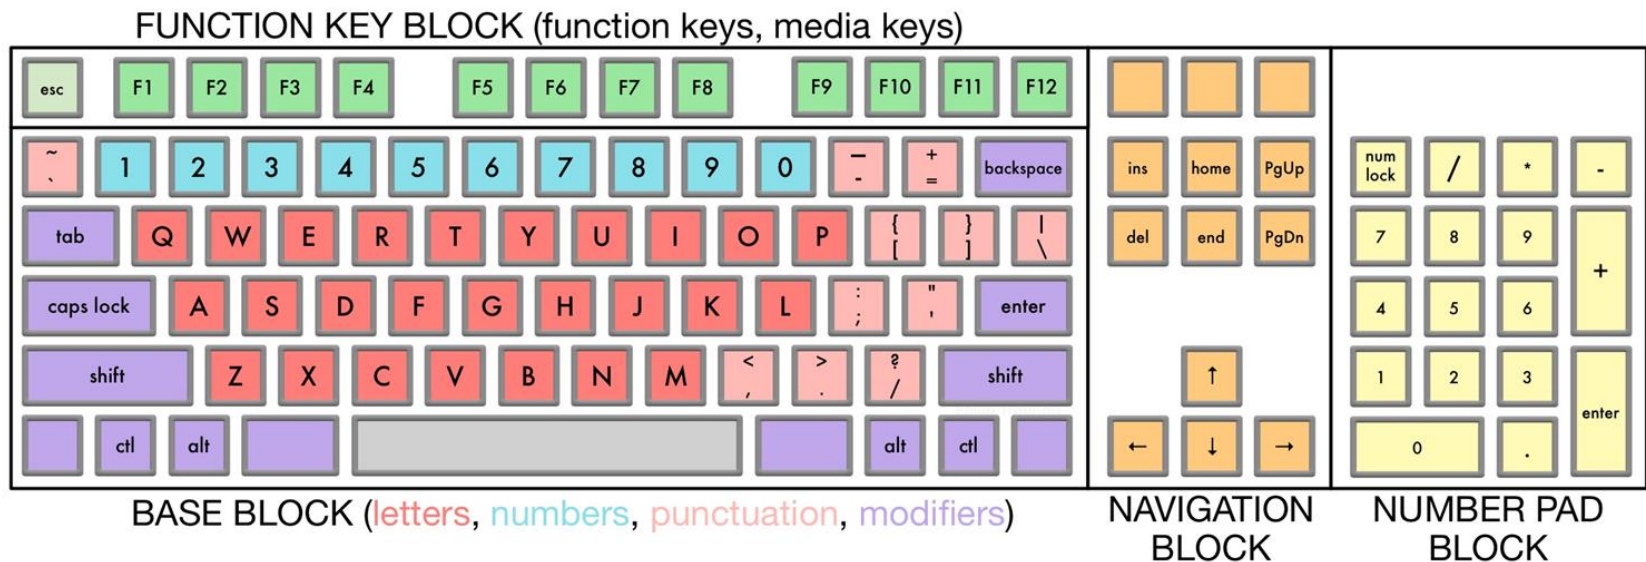 FUNCTION KEY BLOCK (function keys, media keys)
esc F1 F2 F3 F4 F5 F6 F7 F8 F9 F10 F11 F12
~ 1 2 3 4 5 6 7 8 9 0 — + backspace ins home PgUp num / * -
` - = lock
tab Q W E R T Y U I O P { } | del end PgDn 7 8 9 +
[ ] \
caps lock A S D F G H J K L : " enter 4 5 6
; '
shift Z X C V B N M < > ? shift ↑ 1 2 3 enter
, . /
ctl alt alt ctl ← ↓ → 0 .
BASE BLOCK (letters, numbers, punctuation, modifiers)
NAVIGATION
BLOCK
NUMBER PAD
BLOCK